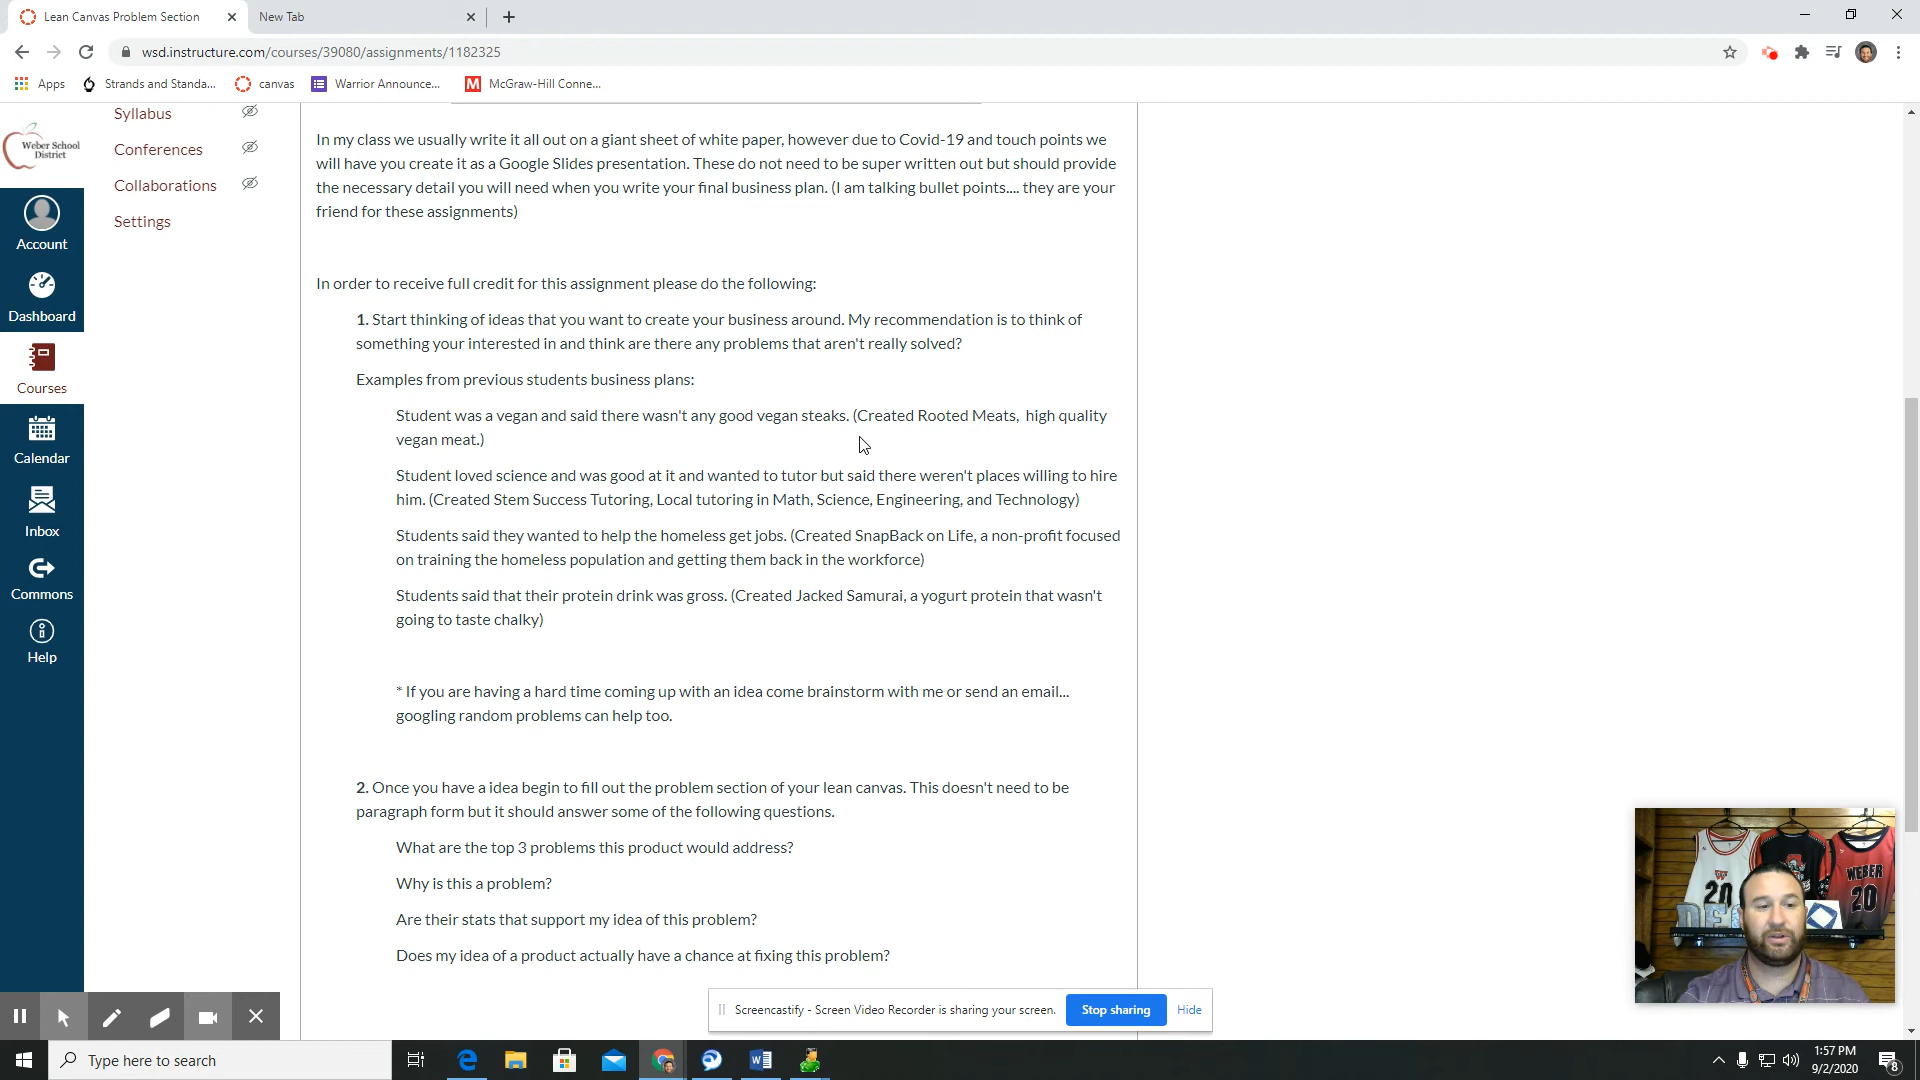 Lean Canvas Problem Section
New Tab
wsd.instructure.com/courses/39080/assignments/1182325
Apps
Strands and Standa...
canvas
Warrior Announce...
McGraw-Hill Conne...
Weber School
District
Account
Dashboard
Courses
Calendar
Inbox
Commons
Help
Syllabus
Conferences
Collaborations
Settings
In my class we usually write it all out on a giant sheet of white paper, however due to Covid-19 and touch points we
will have you create it as a Google Slides presentation. These do not need to be super written out but should provide
the necessary detail you will need when you write your final business plan. (I am talking bullet points.... they are your
friend for these assignments)
In order to receive full credit for this assignment please do the following:
1. Start thinking of ideas that you want to create your business around. My recommendation is to think of
something your interested in and think are there any problems that aren't really solved?
Examples from previous students business plans:
Student was a vegan and said there wasn't any good vegan steaks. (Created Rooted Meats, high quality
vegan meat.)
Student loved science and was good at it and wanted to tutor but said there weren't places willing to hire
him. (Created Stem Success Tutoring, Local tutoring in Math, Science, Engineering, and Technology)
Students said they wanted to help the homeless get jobs. (Created SnapBack on Life, a non-profit focused
on training the homeless population and getting them back in the workforce)
Students said that their protein drink was gross. (Created Jacked Samurai, a yogurt protein that wasn't
going to taste chalky)
* If you are having a hard time coming up with an idea come brainstorm with me or send an email...
googling random problems can help too.
2. Once you have a idea begin to fill out the problem section of your lean canvas. This doesn't need to be
paragraph form but it should answer some of the following questions.
What are the top 3 problems this product would address?
Why is this a problem?
Are their stats that support my idea of this problem?
Does my idea of a product actually have a chance at fixing this problem?
20
WEBER
20
DEC
Screencastify - Screen Video Recorder is sharing your screen.
Stop sharing
Hide
Type here to search
1:57 PM
9/2/2020
8